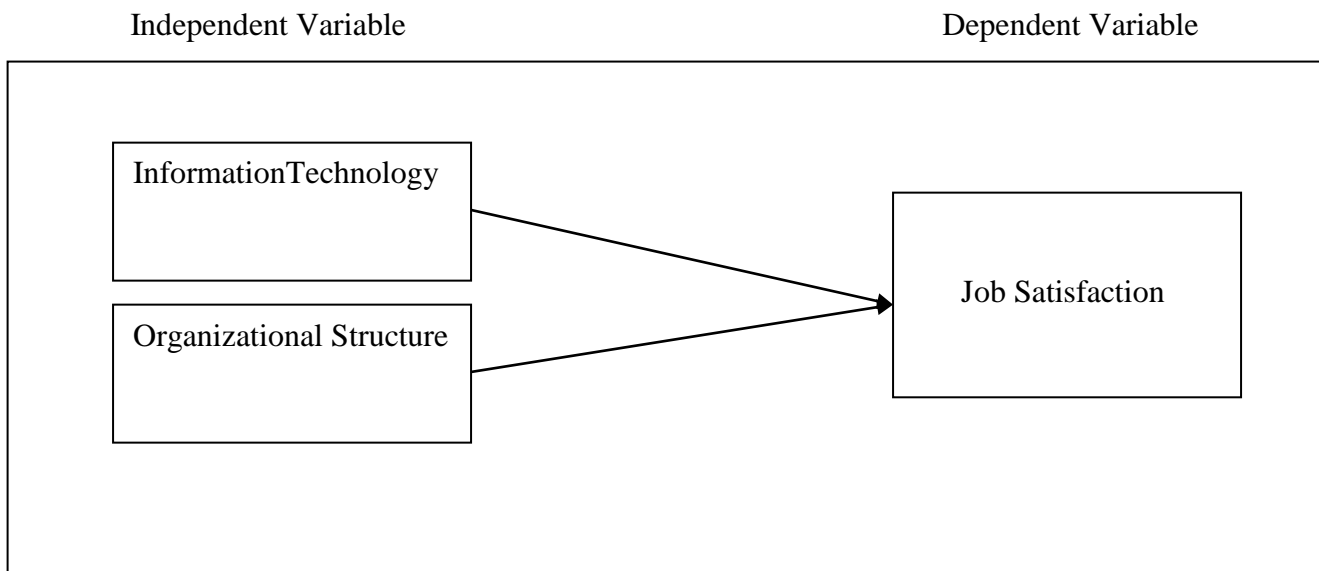 Independent Variable
Dependent Variable
InformationTechnology
Organizational Structure
Job Satisfaction